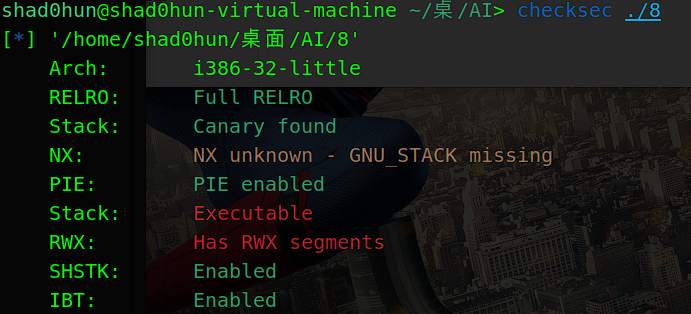 shad0hun@shad0hun-virtual-machine ~/桌/AI> checksec ./8
[*] '/home/shad0hun/桌面/AI/8'
    Arch:       i386-32-little
    RELRO:      Full RELRO
    Stack:      Canary found
    NX:         NX unknown - GNU_STACK missing
    PIE:        PIE enabled
    Stack:      Executable
    RWX:        Has RWX segments
    SHSTK:      Enabled
    IBT:        Enabled